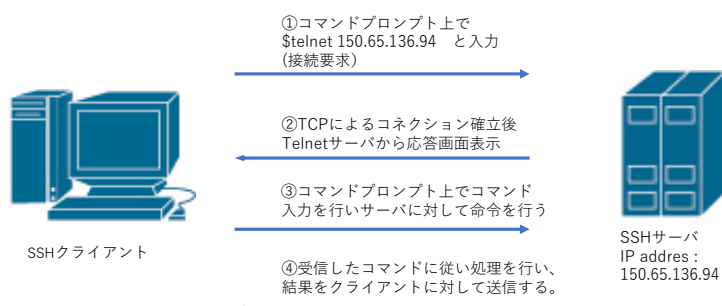 ①コマンドプロンプト上で
$telnet 150.65.136.94　と入力
(接続要求)
②TCPによるコネクション確立後
Telnetサーバから応答画面表示
③コマンドプロンプト上でコマンド
入力を行いサーバに対して命令を行う
④受信したコマンドに従い処理を行い、
結果をクライアントに対して送信する。
SSHクライアント
SSHサーバ
IP addres :
150.65.136.94